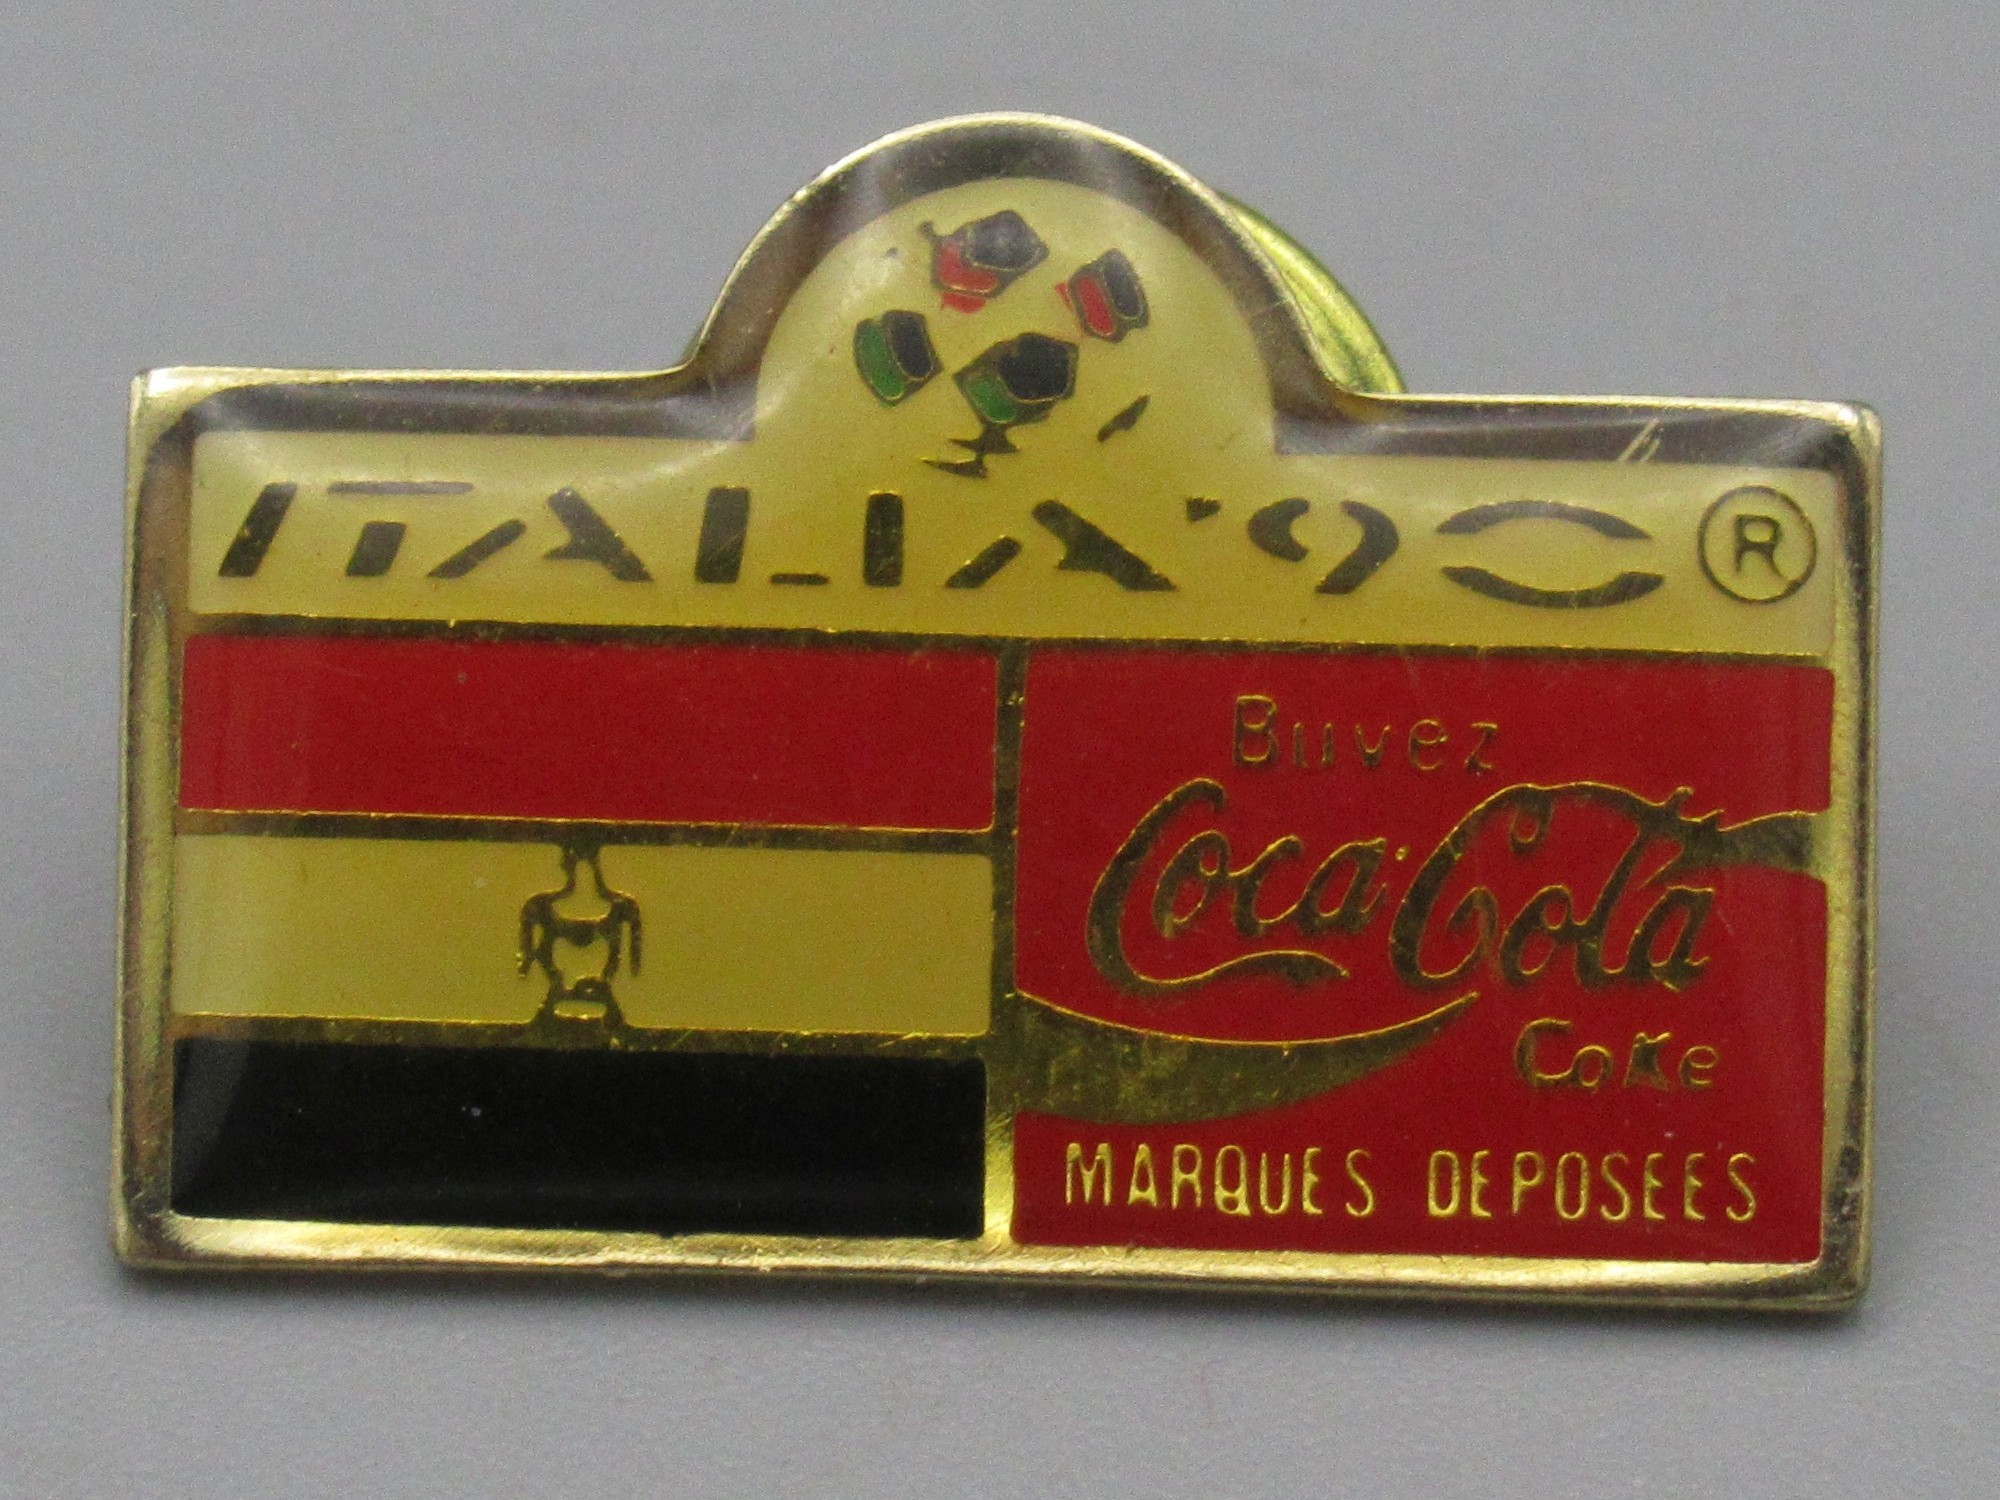 ITALIA'90 ®
Buvez
Coca-Cola
Coke
MARQUES DEPOSEES